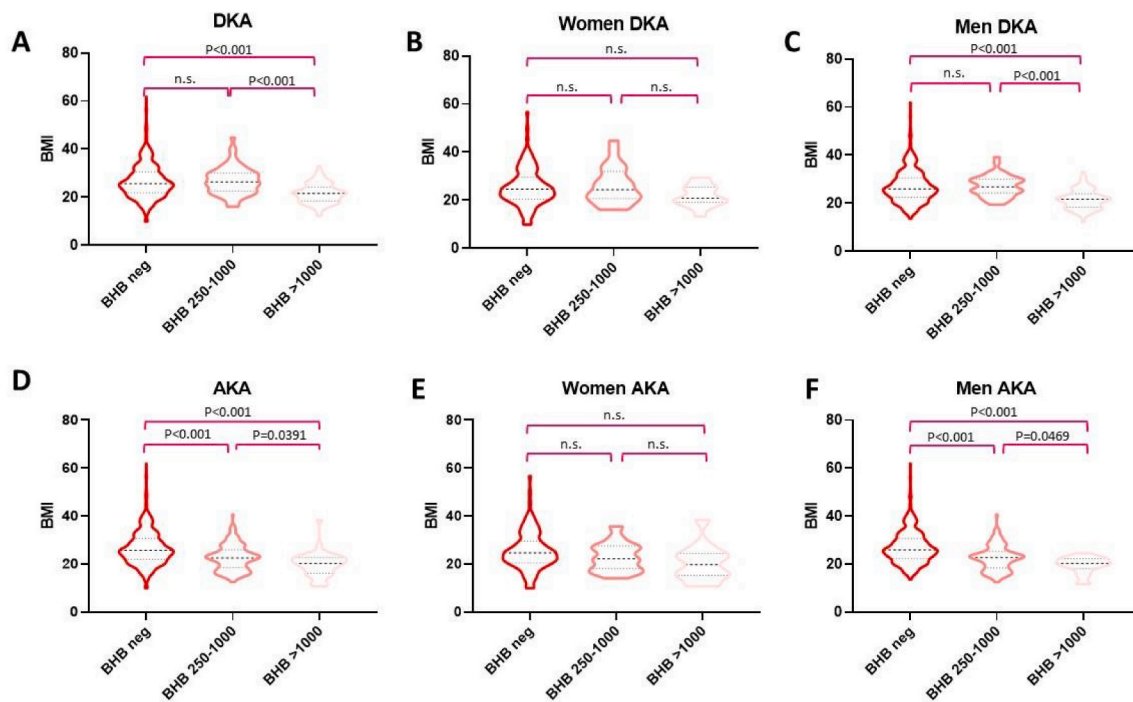 A
DKA
P<0.001
n.s.
P<0.001
BMI
80
60
40
20
0
BHB neg
BHB 250-1000
BHB >1000
B
Women DKA
n.s.
n.s.
n.s.
BMI
80
60
40
20
0
BHB neg
BHB 250-1000
BHB >1000
C
Men DKA
P<0.001
n.s.
P<0.001
BMI
80
60
40
20
0
BHB neg
BHB 250-1000
BHB >1000
D
AKA
P<0.001
P<0.001
P=0.0391
BMI
80
60
40
20
0
BHB neg
BHB 250-1000
BHB >1000
E
Women AKA
n.s.
n.s.
n.s.
BMI
80
60
40
20
0
BHB neg
BHB 250-1000
BHB >1000
F
Men AKA
P<0.001
P<0.001
P=0.0469
BMI
80
60
40
20
0
BHB neg
BHB 250-1000
BHB >1000